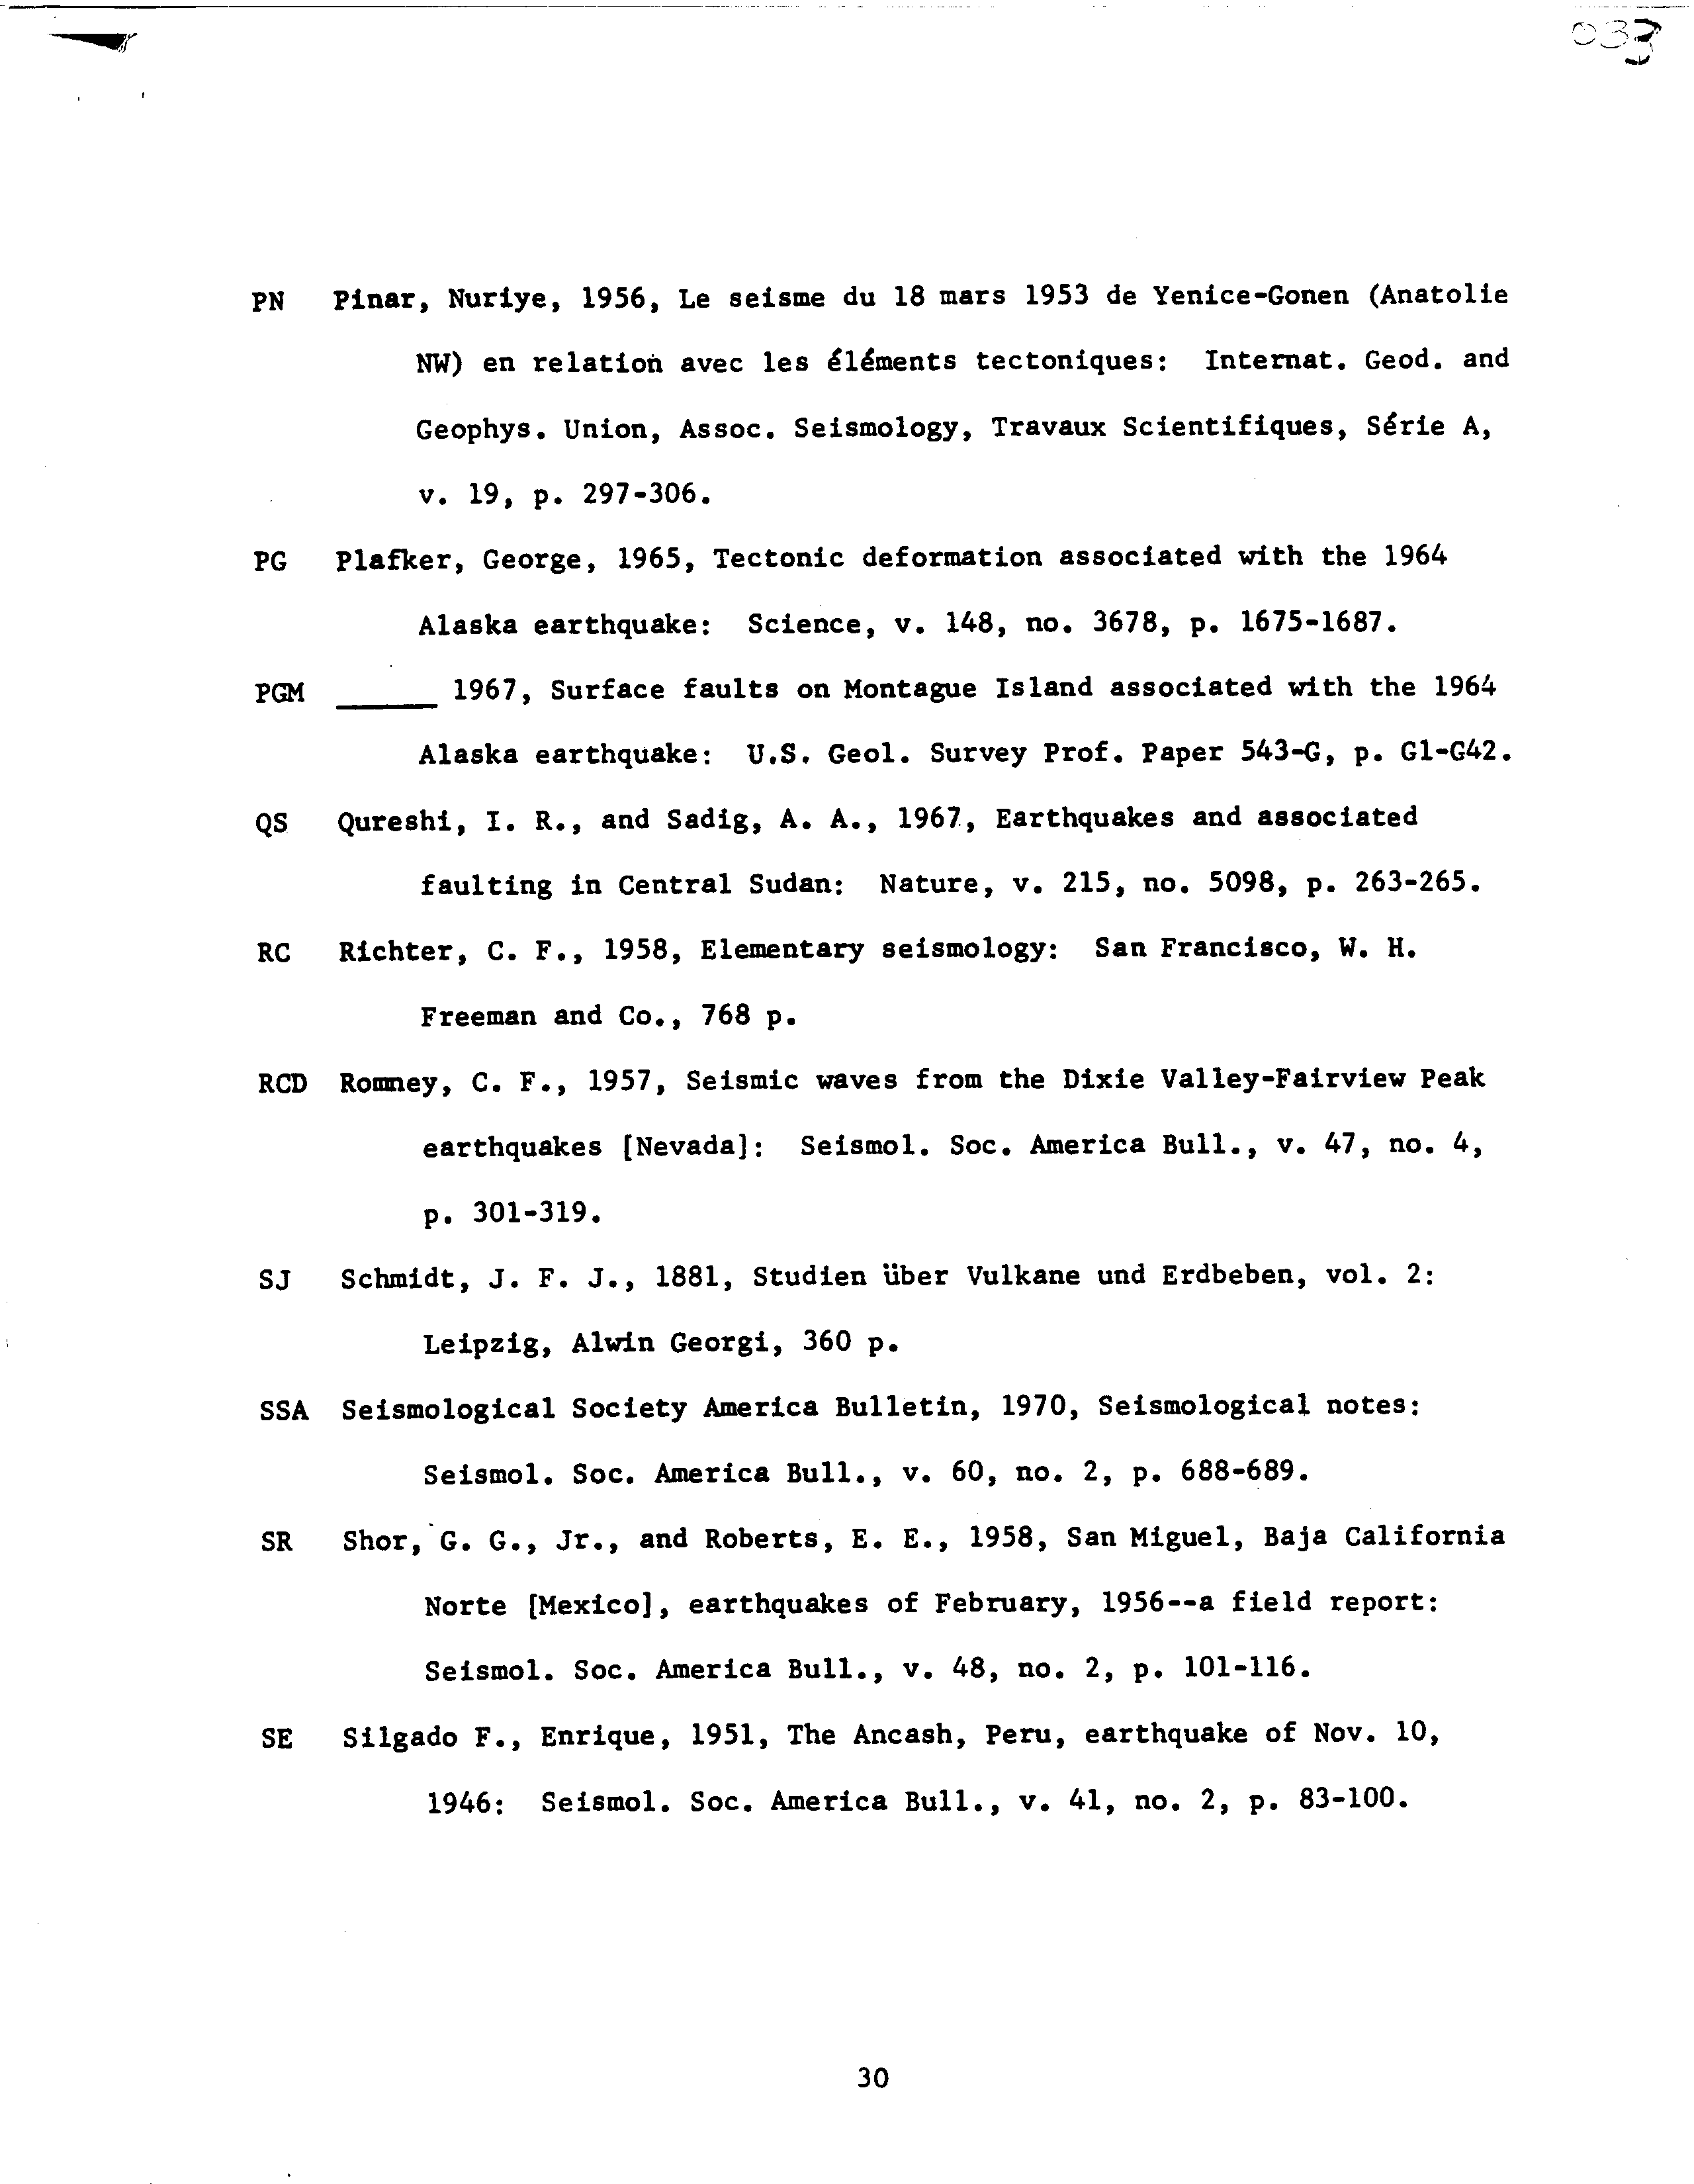 033
PN Pinar, Nuriye, 1956, Le seisme du 18 mars 1953 de Yenice-Gonen (Anatolie
NW) en relation avec les éléments tectoniques: Internat. Geod. and
Geophys. Union, Assoc. Seismology, Travaux Scientifiques, Série A,
v. 19, p. 297-306.
PG Plafker, George, 1965, Tectonic deformation associated with the 1964
Alaska earthquake: Science, v. 148, no. 3678, p. 1675-1687.
PGM ______ 1967, Surface faults on Montague Island associated with the 1964
Alaska earthquake: U.S. Geol. Survey Prof. Paper 543-G, p. G1-G42.
QS Qureshi, I. R., and Sadig, A. A., 1967, Earthquakes and associated
faulting in Central Sudan: Nature, v. 215, no. 5098, p. 263-265.
RC Richter, C. F., 1958, Elementary seismology: San Francisco, W. H.
Freeman and Co., 768 p.
RCD Romney, C. F., 1957, Seismic waves from the Dixie Valley-Fairview Peak
earthquakes [Nevada]: Seismol. Soc. America Bull., v. 47, no. 4,
p. 301-319.
SJ Schmidt, J. F. J., 1881, Studien über Vulkane und Erdbeben, vol. 2:
Leipzig, Alwin Georgi, 360 p.
SSA Seismological Society America Bulletin, 1970, Seismological notes:
Seismol. Soc. America Bull., v. 60, no. 2, p. 688-689.
SR Shor, G. G., Jr., and Roberts, E. E., 1958, San Miguel, Baja California
Norte [Mexico], earthquakes of February, 1956--a field report:
Seismol. Soc. America Bull., v. 48, no. 2, p. 101-116.
SE Silgado F., Enrique, 1951, The Ancash, Peru, earthquake of Nov. 10,
1946: Seismol. Soc. America Bull., v. 41, no. 2, p. 83-100.
30